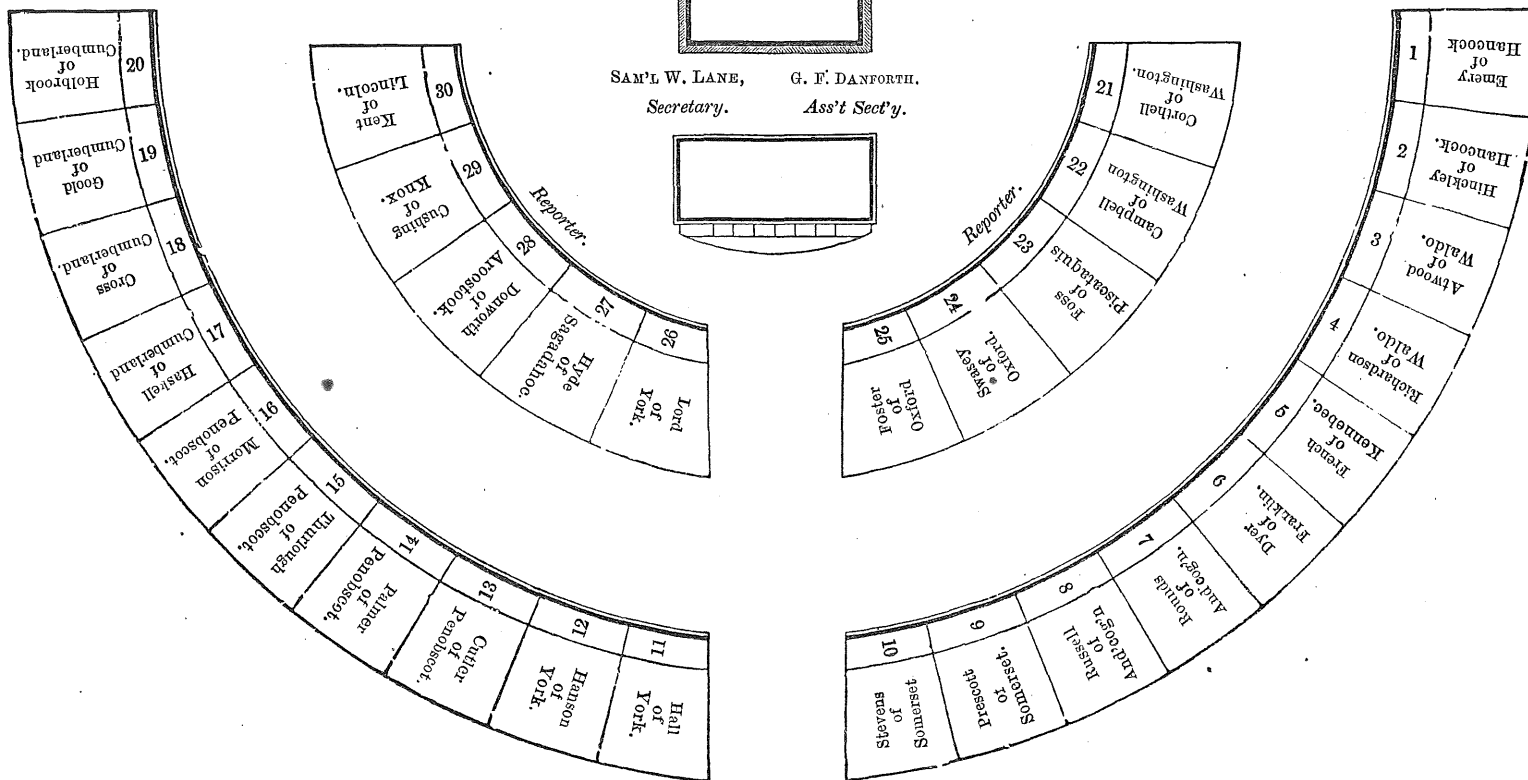 SAM'L W. LANE,
Secretary.
G. F. DANFORTH.
Ass't Sect'y.
Reporter.
Reporter.
1
Emery
of
Hancock
2
Hinckley
of
Hancock.
3
Atwood
of
Waldo.
4
Richardson
of
Waldo.
5
French
of
Kennebec.
6
Dyer
of
Franklin.
7
Rounds
of
And'cog'n.
8
Russell
of
And'cog'n
9
Prescott
of
Somerset.
10
Stevens
of
Somerset
11
Hall
of
York.
12
Hanson
of
York.
13
Cutler
of
Penobscot.
14
Palmer
of
Penobscot.
15
Thurlough
of
Penobscot.
16
Morrison
of
Penobscot.
17
Haskell
of
Cumberland
18
Cross
of
Cumberland.
19
Goold
of
Cumberland
20
Holbrook
of
Cumberland.
21
Corthell
of
Washington.
22
Campbell
of
Washington
23
Foss
of
Piscataquis
24
Swasey
of
Oxford.
25
Foster
of
Oxford
26
Lord
of
York.
27
Hyde
of
Sagadahoc.
28
Donworth
of
Aroostook.
29
Cushing
of
Knox.
30
Kent
of
Lincoln.